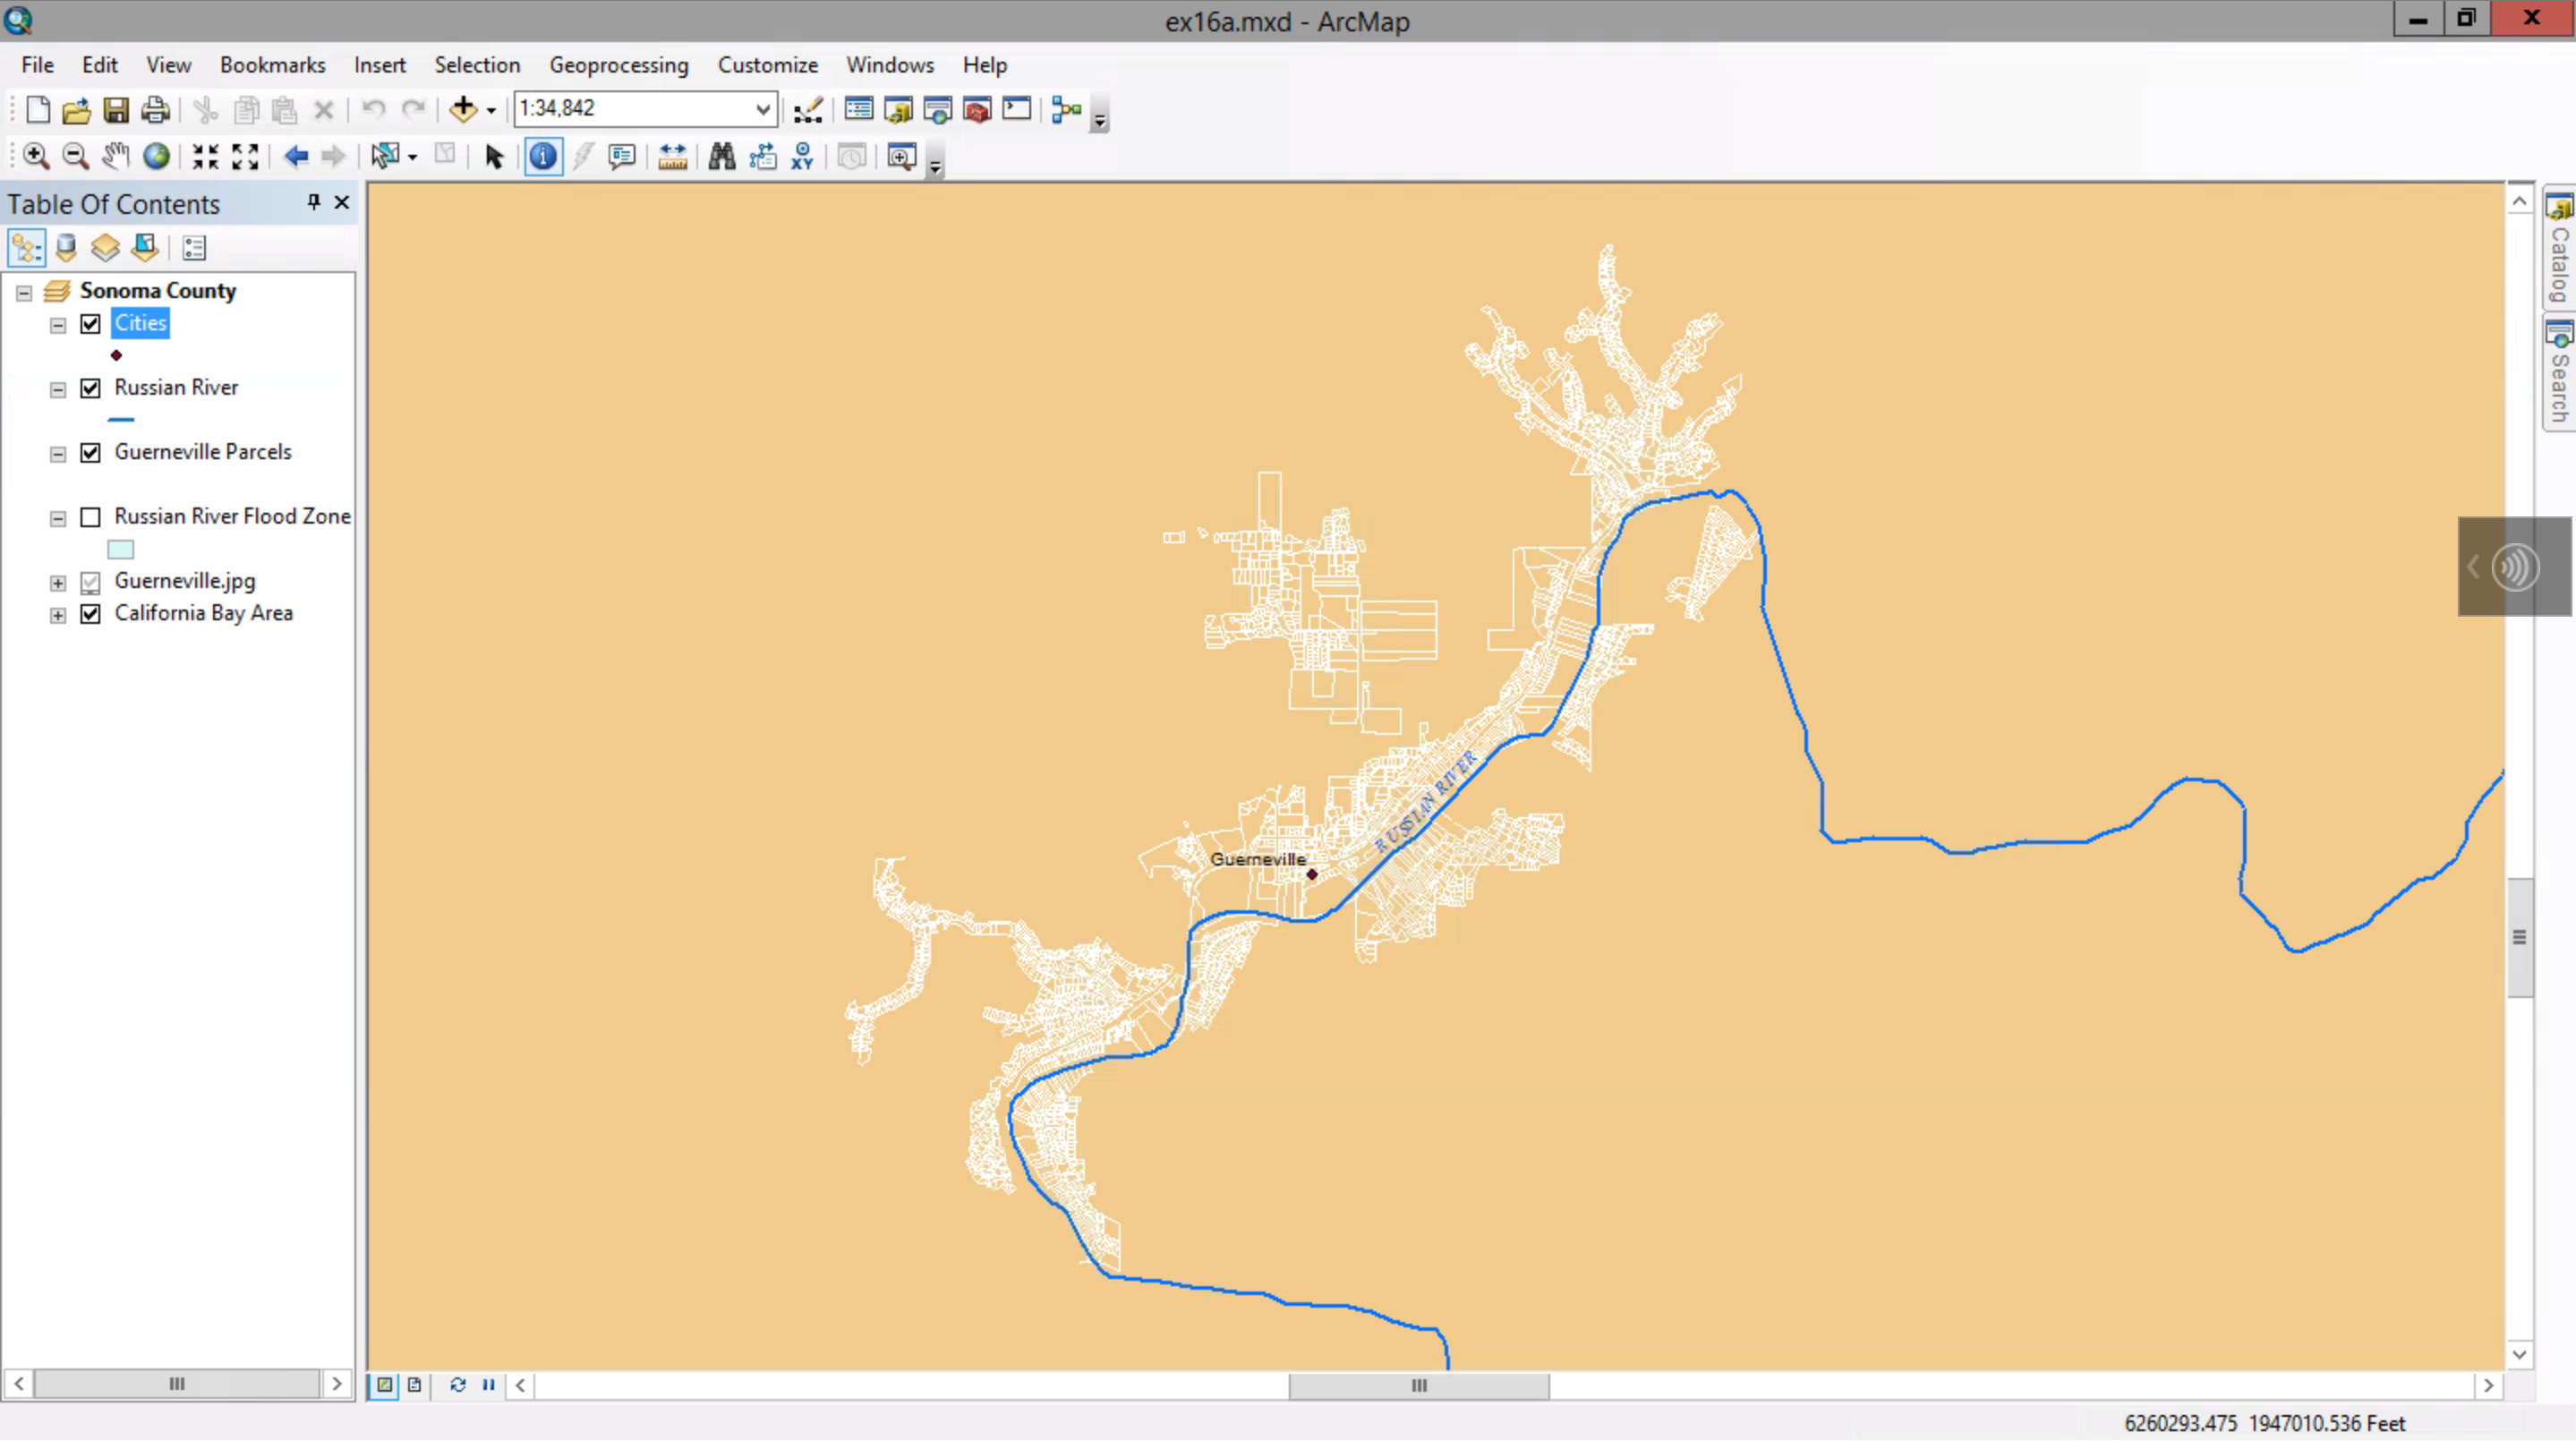 ex16a.mxd - ArcMap
File Edit View Bookmarks Insert Selection Geoprocessing Customize Windows Help
1:34,842
XY
Table Of Contents
Sonoma County
Cities
Russian River
Guerneville Parcels
Russian River Flood Zone
Guerneville.jpg
California Bay Area
RUSSIAN RIVER
Guerneville
Catalog
Search
6260293.475 1947010.536 Feet